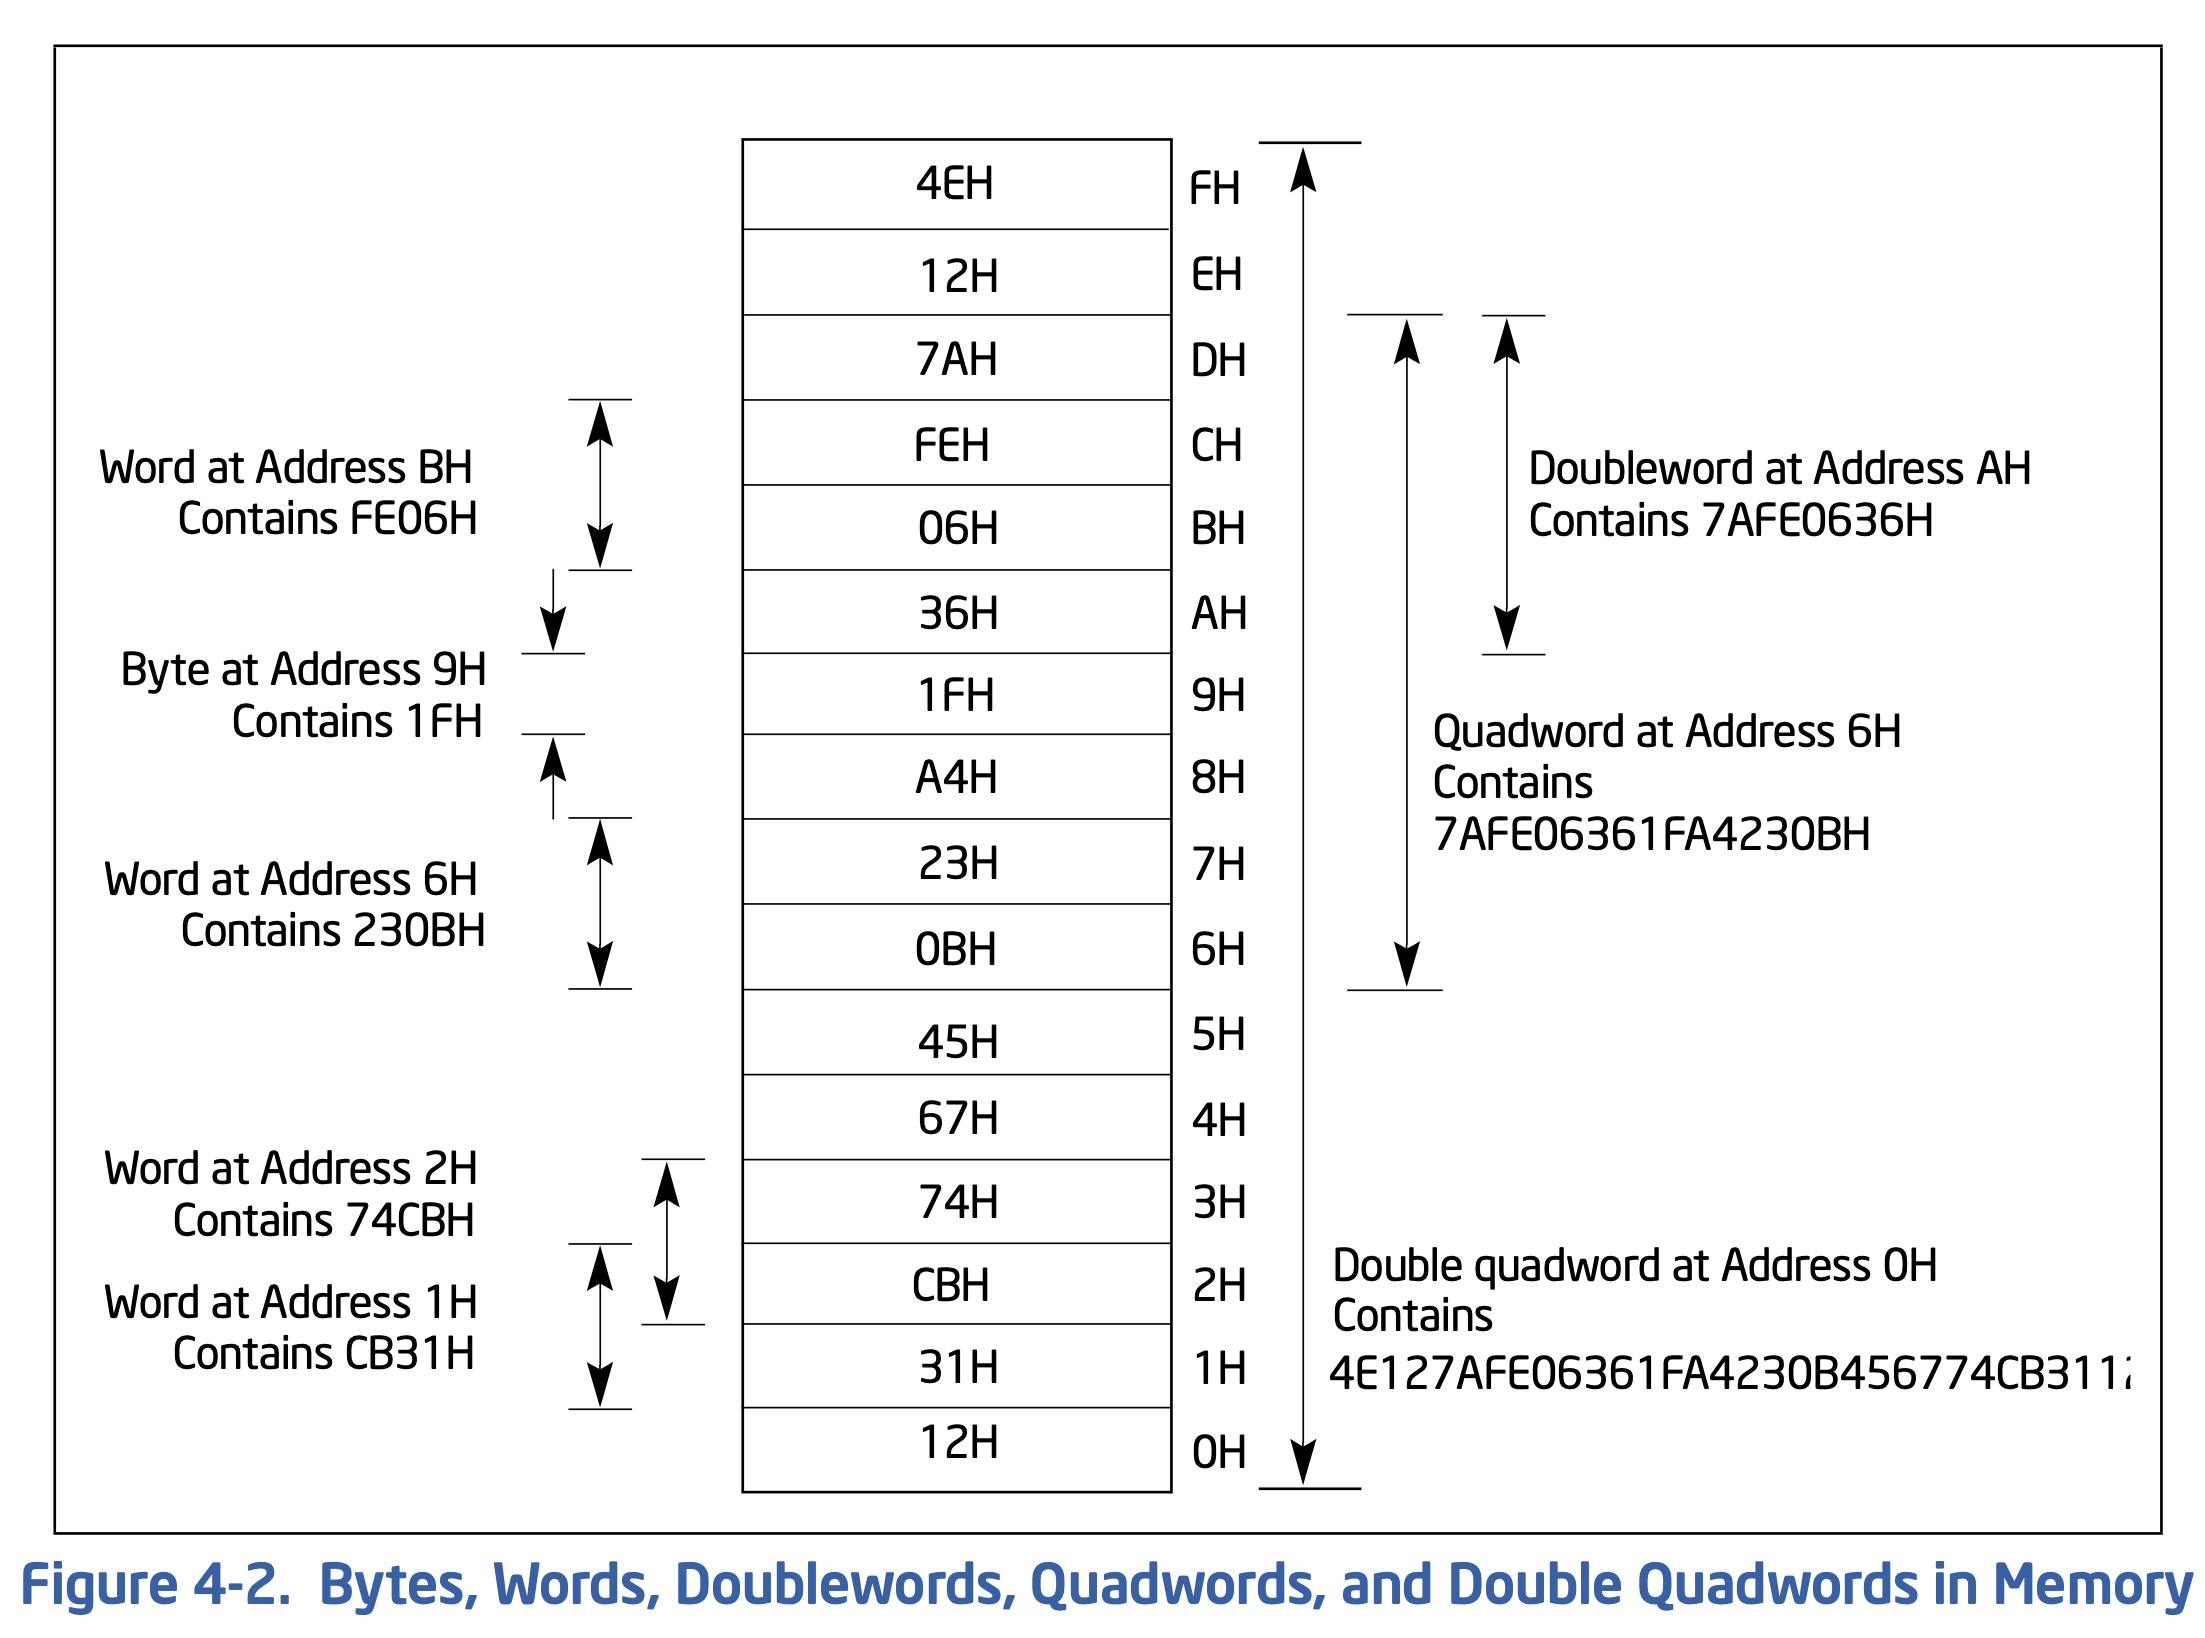 4EH FH
12H EH
7AH DH
FEH CH
Word at Address BH
Contains FE06H
Doubleword at Address AH
Contains 7AFE0636H
06H BH
36H AH
Byte at Address 9H
Contains 1FH
1FH 9H
Quadword at Address 6H
Contains
7AFE06361FA4230BH
A4H 8H
23H 7H
Word at Address 6H
Contains 230BH
0BH 6H
45H 5H
67H 4H
Word at Address 2H
Contains 74CBH
74H 3H
CBH 2H
Word at Address 1H
Contains CB31H
Double quadword at Address 0H
Contains
4E127AFE06361FA4230B456774CB311
31H 1H
12H 0H
Figure 4-2. Bytes, Words, Doublewords, Quadwords, and Double Quadwords in Memory